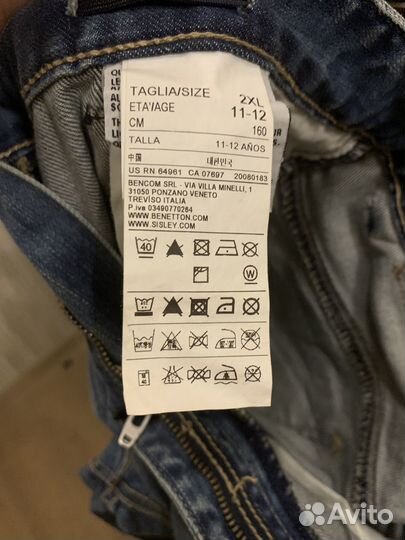 TAGLIA/SIZE 2XL
ETA'/AGE 11-12
CM 160
TALLA 11-12 AÑOS
中国 대한민국
US RN 64961 CA 07697 20080183
BENCOM SRL - VIA VILLA MINELLI, 1
31050 PONZANO VENETO
TREVISO ITALIA
P.iva 03490770264
WWW.BENETTON.COM
WWW.SISLEY.COM
40
W
Avito